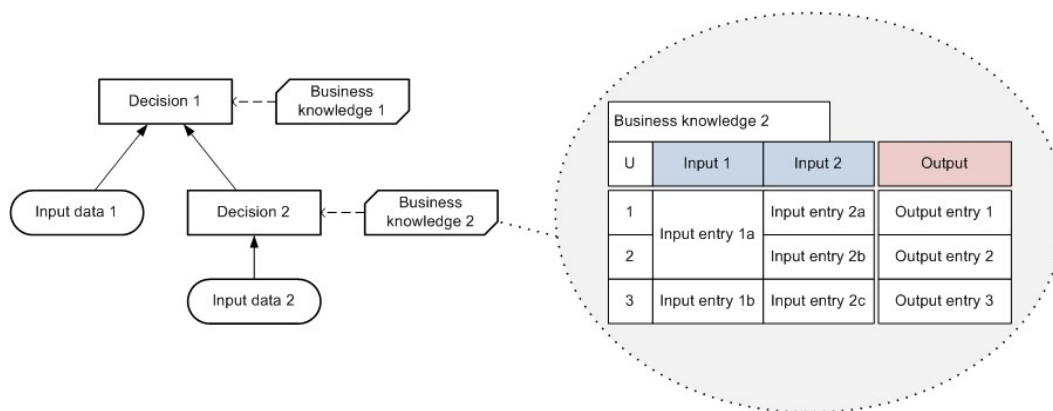 Decision 1
Business
knowledge 1
Input data 1
Decision 2
Business
knowledge 2
Input data 2
Business knowledge 2
U Input 1 Input 2 Output
1 Input entry 1a Input entry 2a Output entry 1
2 Input entry 2b Output entry 2
3 Input entry 1b Input entry 2c Output entry 3